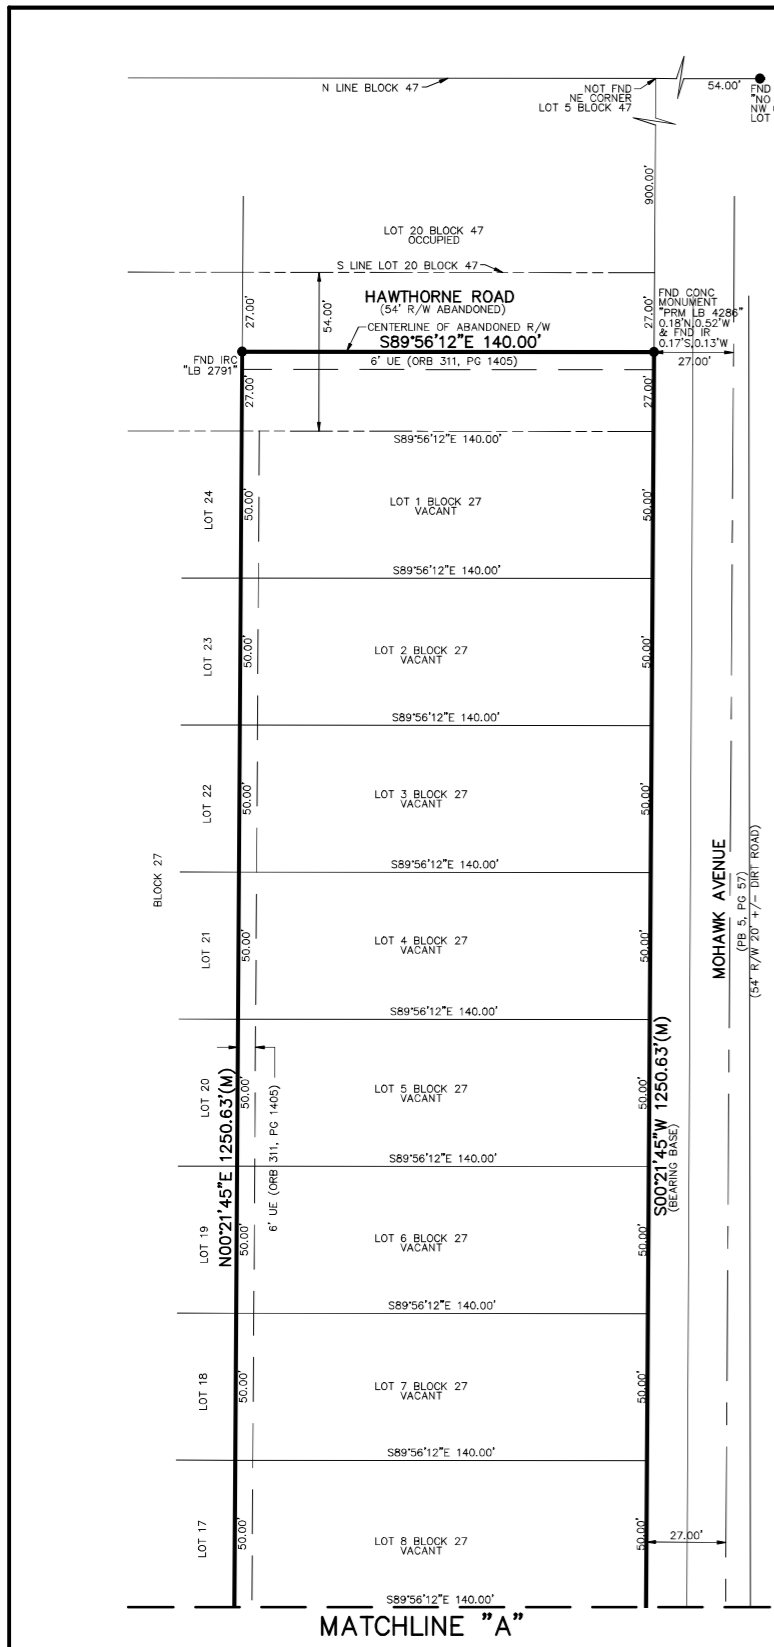 N LINE BLOCK 47
NOT FND
NE CORNER
LOT 5 BLOCK 47
54.00'
FND
"NO
NW
LOT
900.00'
LOT 20 BLOCK 47
OCCUPIED
S LINE LOT 20 BLOCK 47
27.00'
54.00'
HAWTHORNE ROAD
(54' R/W ABANDONED)
CENTERLINE OF ABANDONED R/W
S89°56'12"E 140.00'
27.00'
FND CONC
MONUMENT
"PRM LB 4286"
0.18'N,0.52'W
& FND IR
0.17'S,0.13'W
27.00'
FND IRC
"LB 2791"
6' UE (ORB 311, PG 1405)
27.00'
27.00'
S89°56'12"E 140.00'
LOT 24
50.00'
LOT 1 BLOCK 27
VACANT
50.00'
S89°56'12"E 140.00'
LOT 23
50.00'
LOT 2 BLOCK 27
VACANT
50.00'
S89°56'12"E 140.00'
LOT 22
50.00'
LOT 3 BLOCK 27
VACANT
50.00'
S89°56'12"E 140.00'
BLOCK 27
MOHAWK AVENUE
(PB 5, PG 57)
(54' R/W 20' +/- DIRT ROAD)
LOT 21
50.00'
LOT 4 BLOCK 27
VACANT
50.00'
S89°56'12"E 140.00'
LOT 20
N00°21'45"E 1250.63'(M)
50.00'
6' UE (ORB 311, PG 1405)
LOT 5 BLOCK 27
VACANT
50.00'
S00°21'45"W 1250.63'(M)
(BEARING BASE)
S89°56'12"E 140.00'
LOT 19
50.00'
LOT 6 BLOCK 27
VACANT
50.00'
S89°56'12"E 140.00'
LOT 18
50.00'
LOT 7 BLOCK 27
VACANT
50.00'
S89°56'12"E 140.00'
LOT 17
50.00'
LOT 8 BLOCK 27
VACANT
50.00'
27.00'
S89°56'12"E 140.00'
MATCHLINE "A"